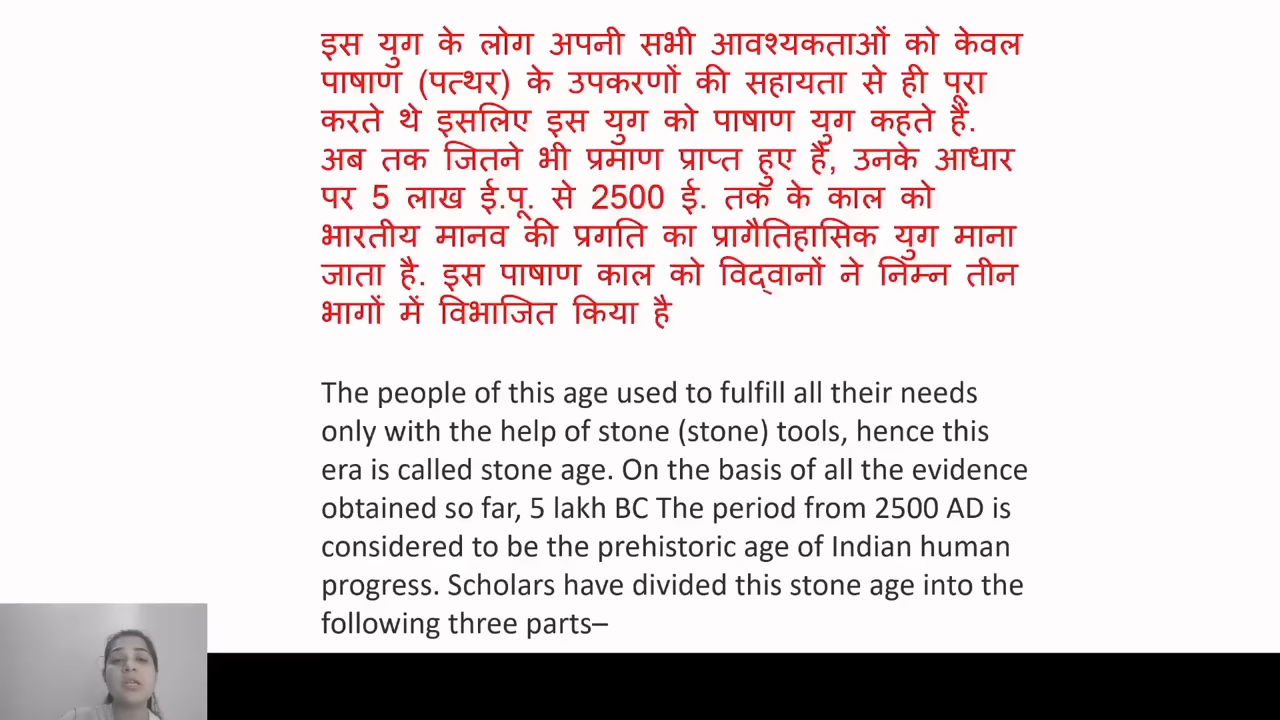 इस युग के लोग अपनी सभी आवश्यकताओं को केवल
पाषाण (पत्थर) के उपकरणों की सहायता से ही पूरा
करते थे इसलिए इस युग को पाषाण युग कहते हैं.
अब तक जितने भी प्रमाण प्राप्त हुए हैं, उनके आधार
पर 5 लाख ई.पू. से 2500 ई. तक के काल को
भारतीय मानव की प्रगति का प्रागैतिहासिक युग माना
जाता है. इस पाषाण काल को विद्वानों ने निम्न तीन
भागों में विभाजित किया है
The people of this age used to fulfill all their needs
only with the help of stone (stone) tools, hence this
era is called stone age. On the basis of all the evidence
obtained so far, 5 lakh BC The period from 2500 AD is
considered to be the prehistoric age of Indian human
progress. Scholars have divided this stone age into the
following three parts–